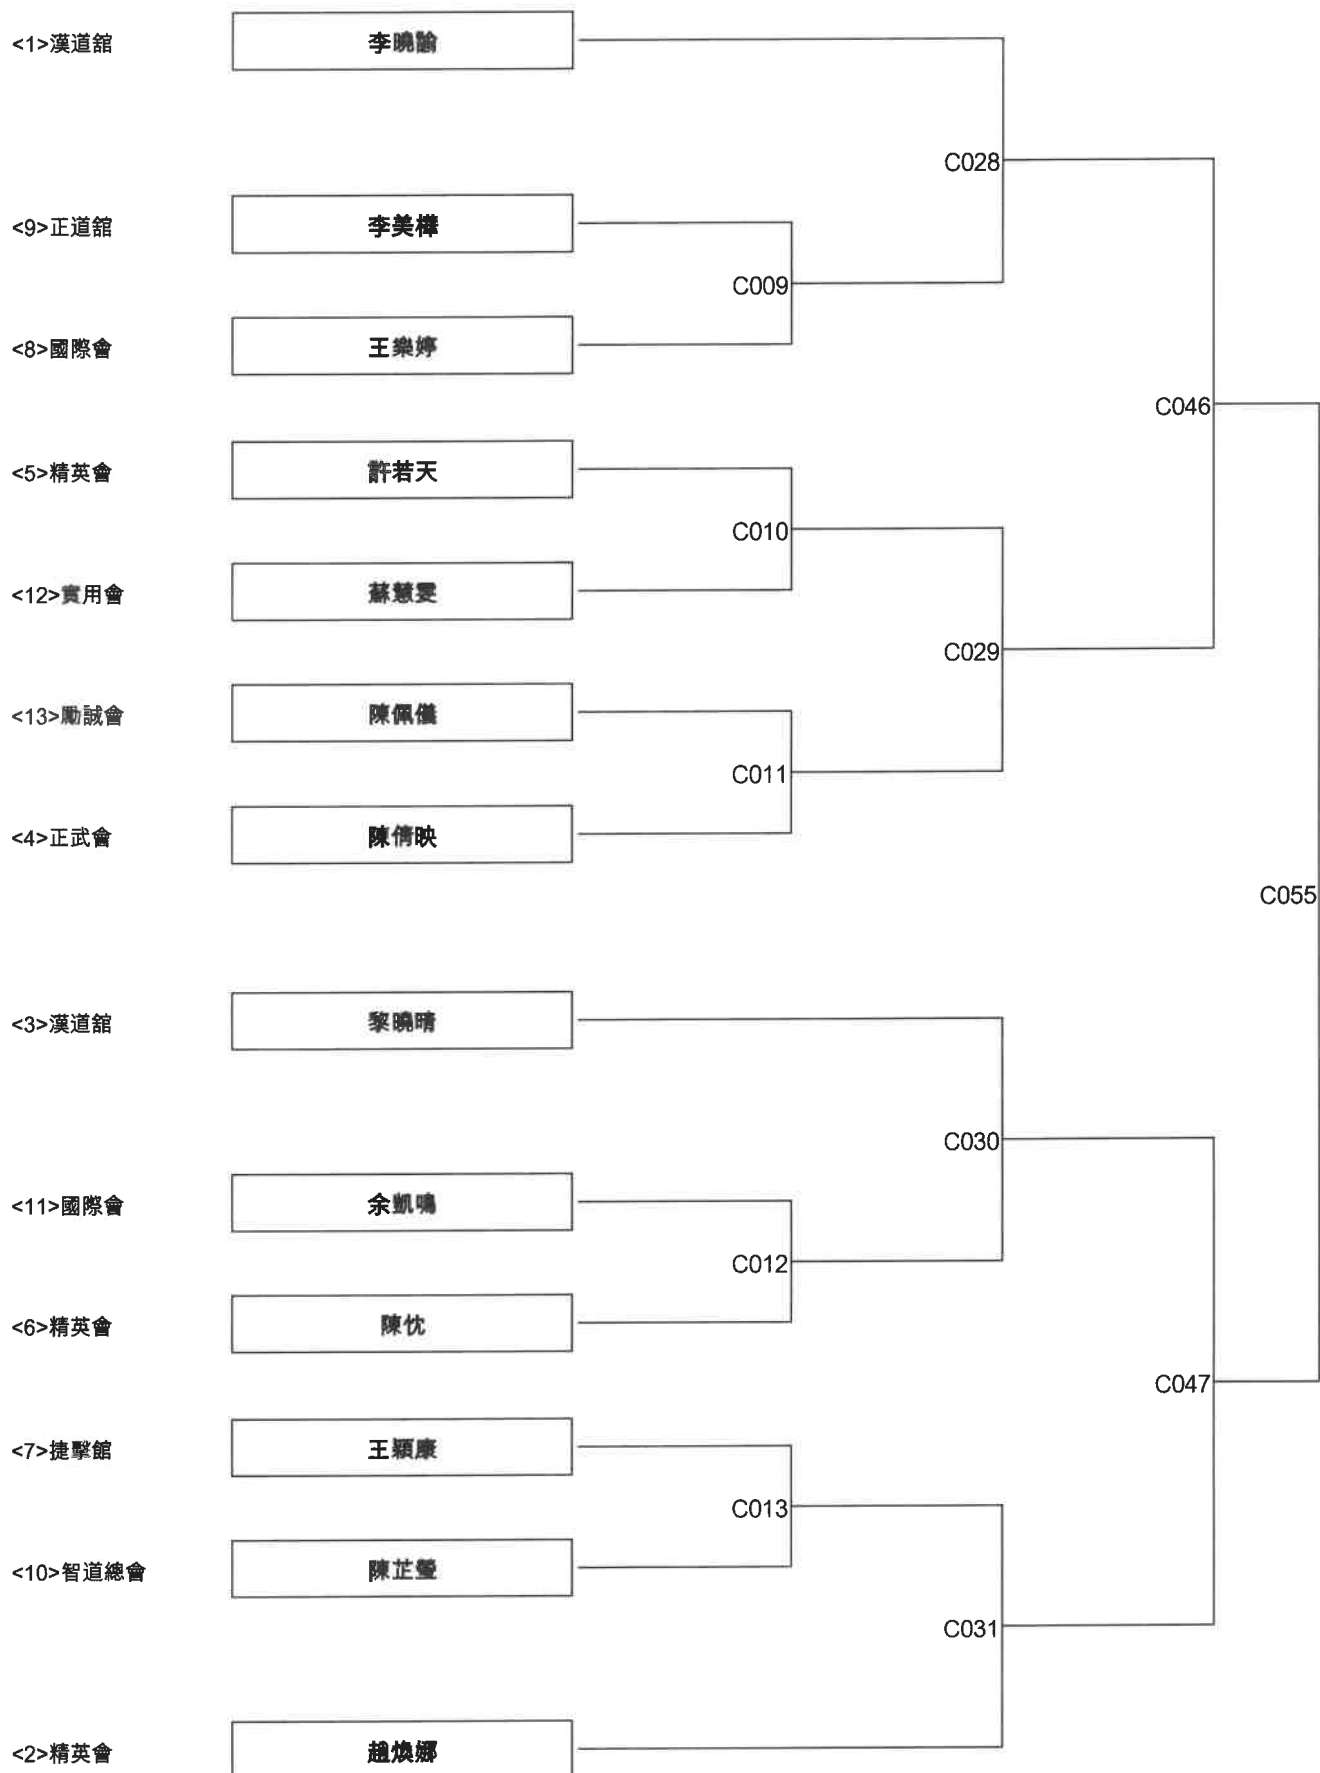 <1>漢道舘 李曉諭
C028
<9>正道舘 李美樺
C009
<8>國際會 王樂婷
C046
<5>精英會 許若天
C010
<12>實用會 蘇慧雯
C029
<13>勵誠會 陳佩儀
C011
<4>正武會 陳倩映
C055
<3>漢道舘 黎曉晴
C030
<11>國際會 余凱鳴
C012
<6>精英會 陳忱
C047
<7>捷擊館 王穎康
C013
<10>智道總會 陳芷瑩
C031
<2>精英會 趙煥娜